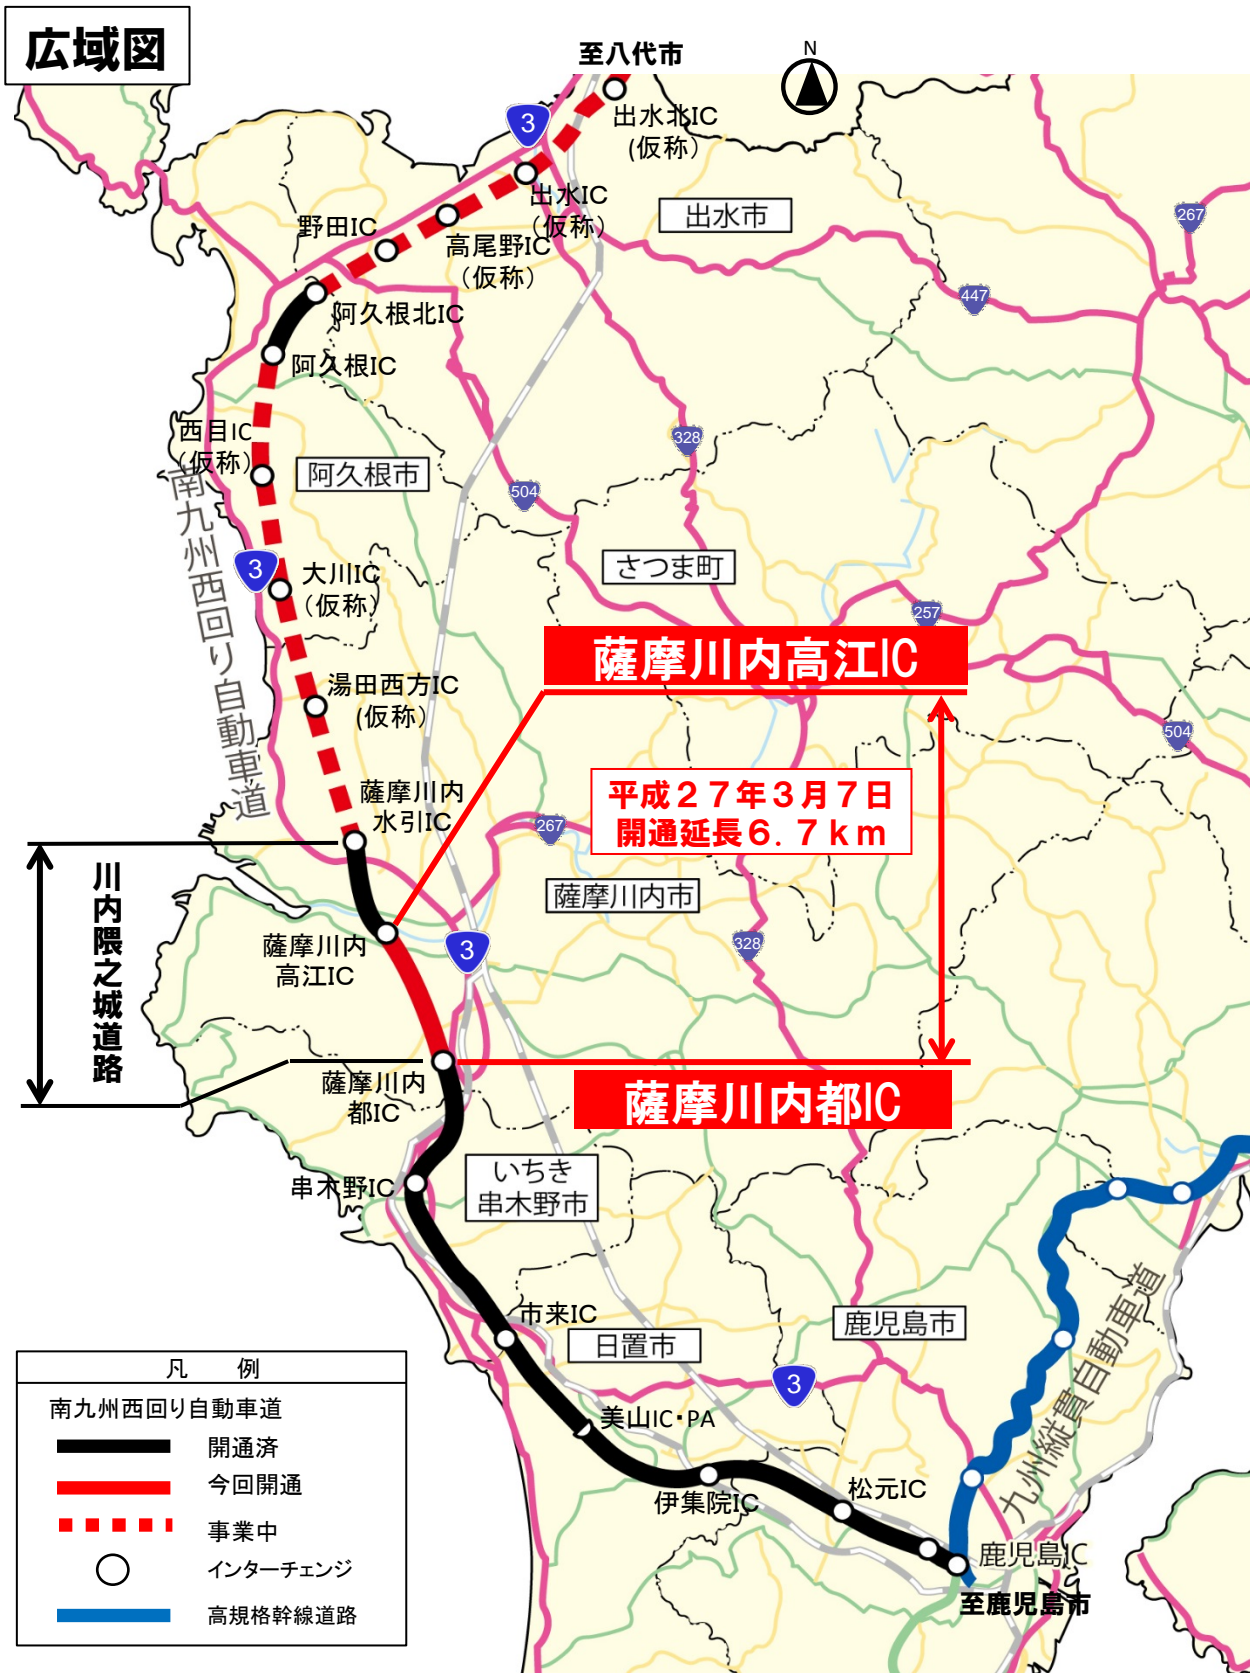 広域図
至八代市
N
3
出水北IC
(仮称)
出水IC
(仮称)
出水市
267
野田IC
高尾野IC
(仮称)
阿久根北IC
447
阿久根IC
西目IC
(仮称)
阿久根市
328
504
南九州西回り自動車道
3
大川IC
(仮称)
さつま町
257
薩摩川内高江IC
湯田西方IC
(仮称)
504
平成27年3月7日
開通延長6.7km
薩摩川内
水引IC
267
薩摩川内市
川内隈之城道路
薩摩川内
高江IC
3
328
薩摩川内
都IC
薩摩川内都IC
串木野IC
いちき
串木野市
市来IC
日置市
鹿児島市
九州縦貫自動車道
3
美山IC・PA
伊集院IC
松元IC
鹿児島IC
至鹿児島市
凡 例
南九州西回り自動車道
開通済
今回開通
事業中
インターチェンジ
高規格幹線道路